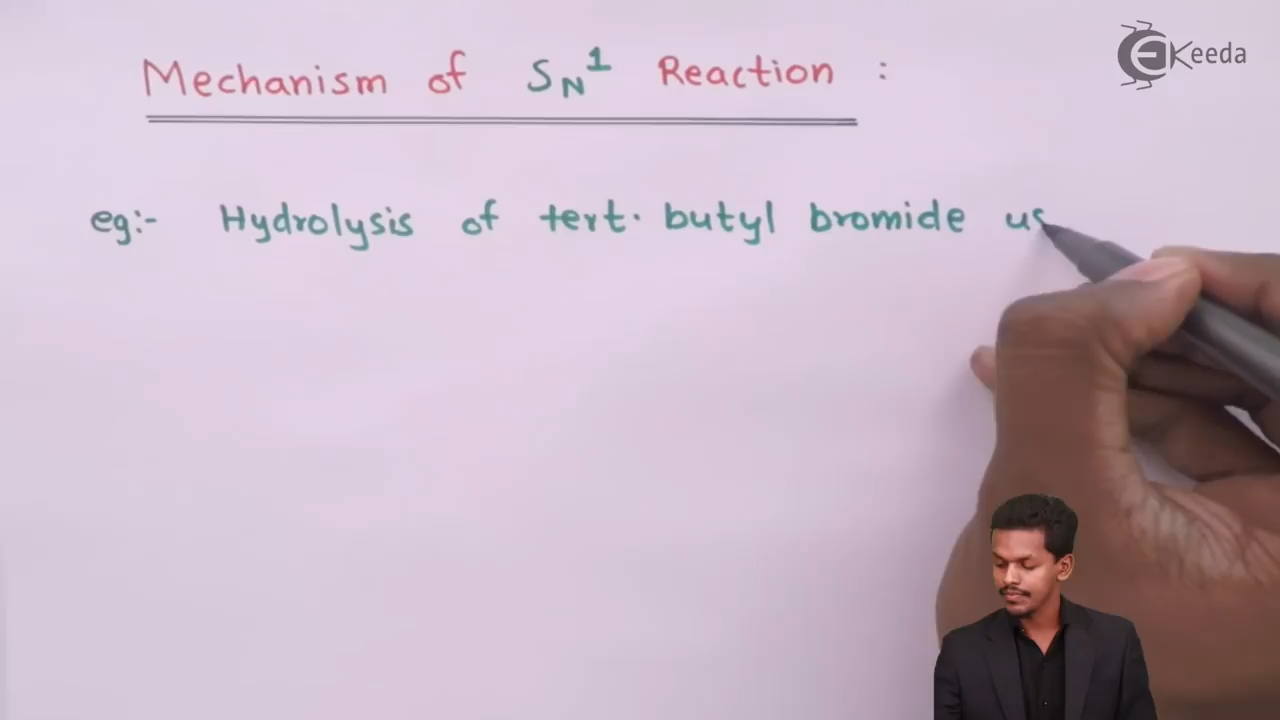 Mechanism of SN1 Reaction :
EKeeda
eg:- Hydrolysis of tert. butyl bromide us